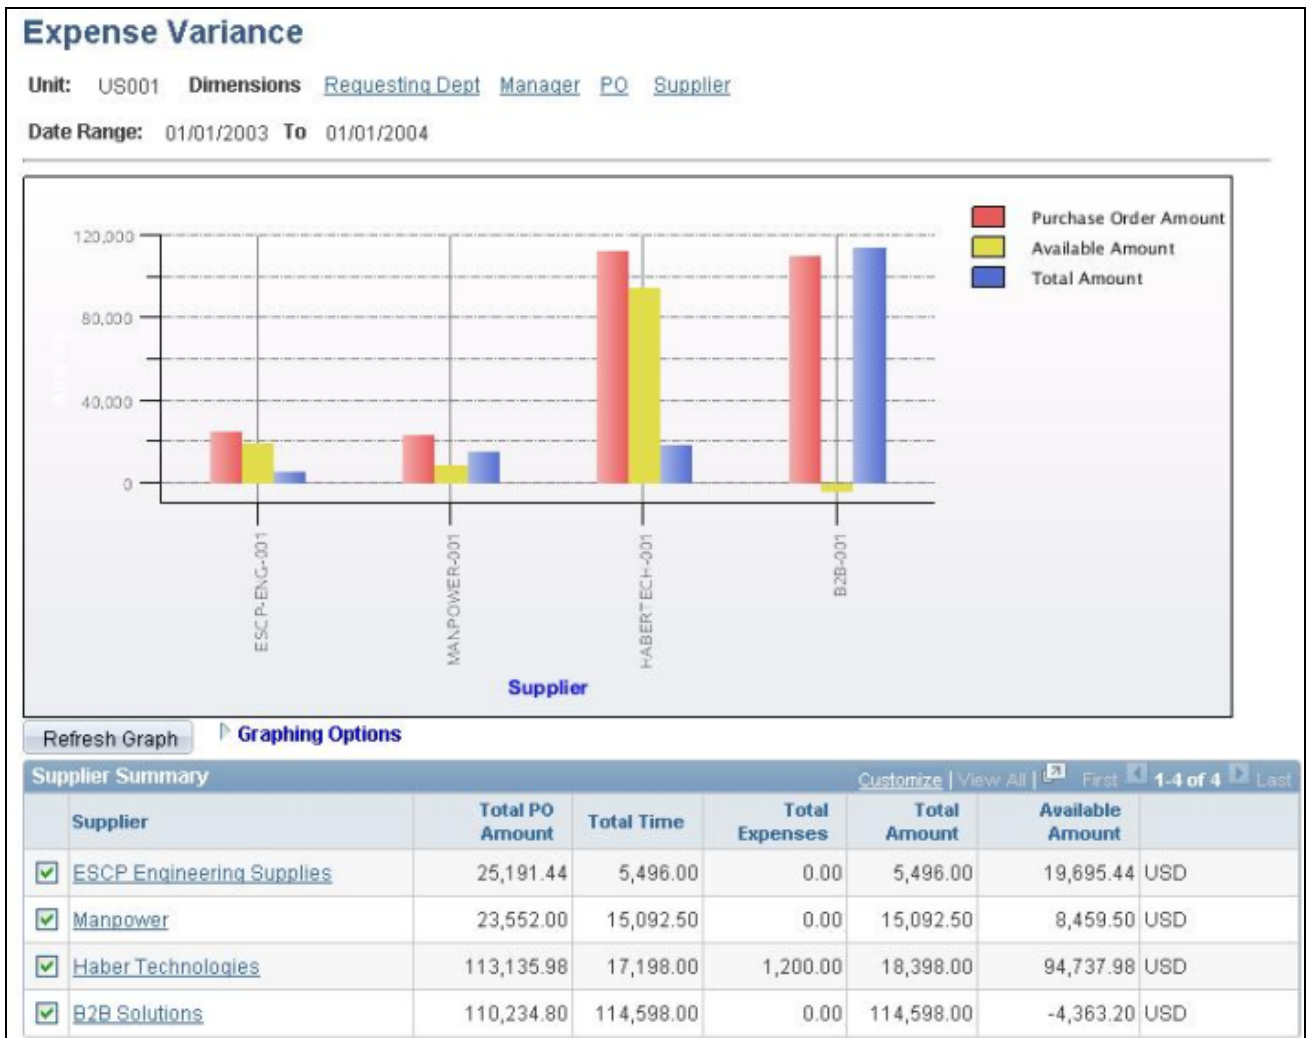 Expense Variance
Unit: US001 Dimensions Requesting Dept Manager PO Supplier
Date Range: 01/01/2003 To 01/01/2004
Purchase Order Amount
Available Amount
Total Amount
120,000
80,000
40,000
0
ESCP-ENG-001
MANPOWER-001
HABERTECH-001
B2B-001
Supplier
Refresh Graph Graphing Options
Supplier Summary Customize | View All | First 1-4 of 4 Last
Supplier Total PO Amount Total Time Total Expenses Total Amount Available Amount
ESCP Engineering Supplies 25,191.44 5,496.00 0.00 5,496.00 19,695.44 USD
Manpower 23,552.00 15,092.50 0.00 15,092.50 8,459.50 USD
Haber Technologies 113,135.98 17,198.00 1,200.00 18,398.00 94,737.98 USD
B2B Solutions 110,234.80 114,598.00 0.00 114,598.00 -4,363.20 USD